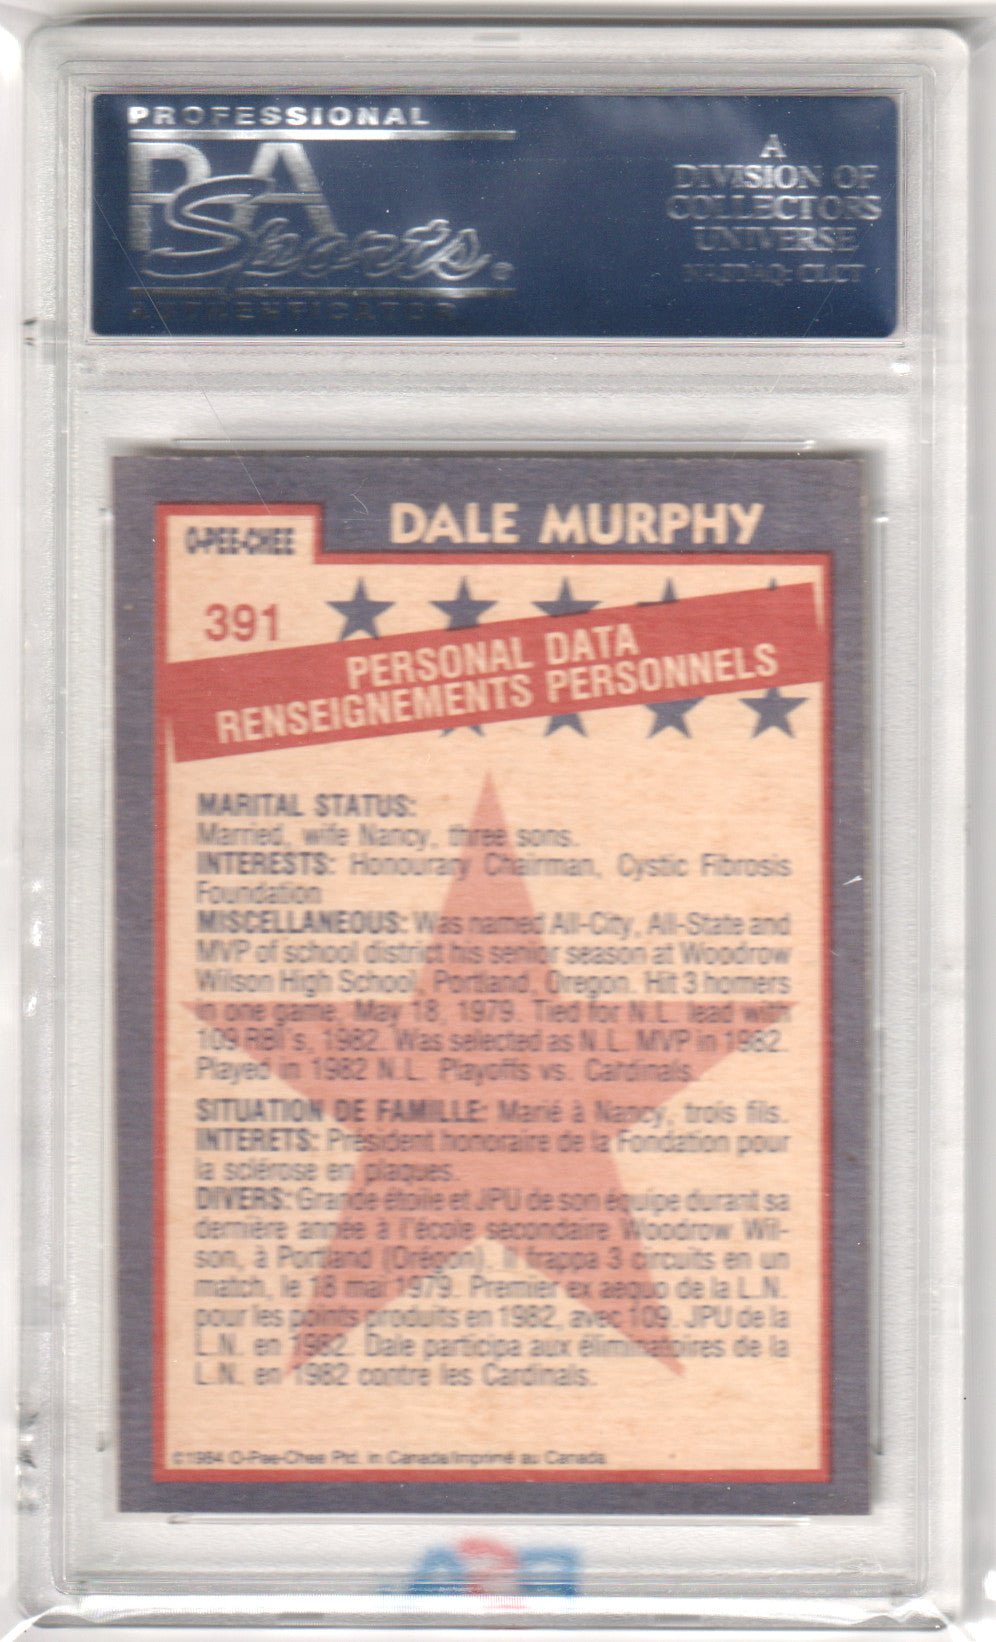 PROFESSIONAL
PSA
Sports
AUTHENTICATOR
A
DIVISION OF
COLLECTORS
UNIVERSE
NASDAQ: CLCT
O-PEE-CHEE
DALE MURPHY
391
PERSONAL DATA
RENSEIGNEMENTS PERSONNELS
MARITAL STATUS:
Married, wife Nancy, three sons.
INTERESTS: Honourary Chairman, Cystic Fibrosis
Foundation
MISCELLANEOUS: Was named All-City, All-State and
MVP of school district his senior season at Woodrow
Wilson High School, Portland, Oregon. Hit 3 homers
in one game, May 18, 1979. Tied for N.L. lead with
109 RBI's, 1982. Was selected as N.L. MVP in 1982.
Played in 1982 N.L. Playoffs vs. Cardinals.
SITUATION DE FAMILLE: Marié à Nancy, trois fils.
INTERETS: Président honoraire de la Fondation pour
la sclérose en plaques.
DIVERS: Grande étoile et JPU de son équipe durant sa
dernière année à l'école secondaire Woodrow Wil-
son, à Portland (Orégon). Il frappa 3 circuits en un
match, le 18 mai 1979. Premier ex aequo de la L.N.
pour les points produits en 1982, avec 109. JPU de la
L.N. en 1982. Dale participa aux éliminatoires de la
L.N. en 1982 contre les Cardinals.
©1984 O-Pee-Chee Ptd. in Canada/Imprimé au Canada